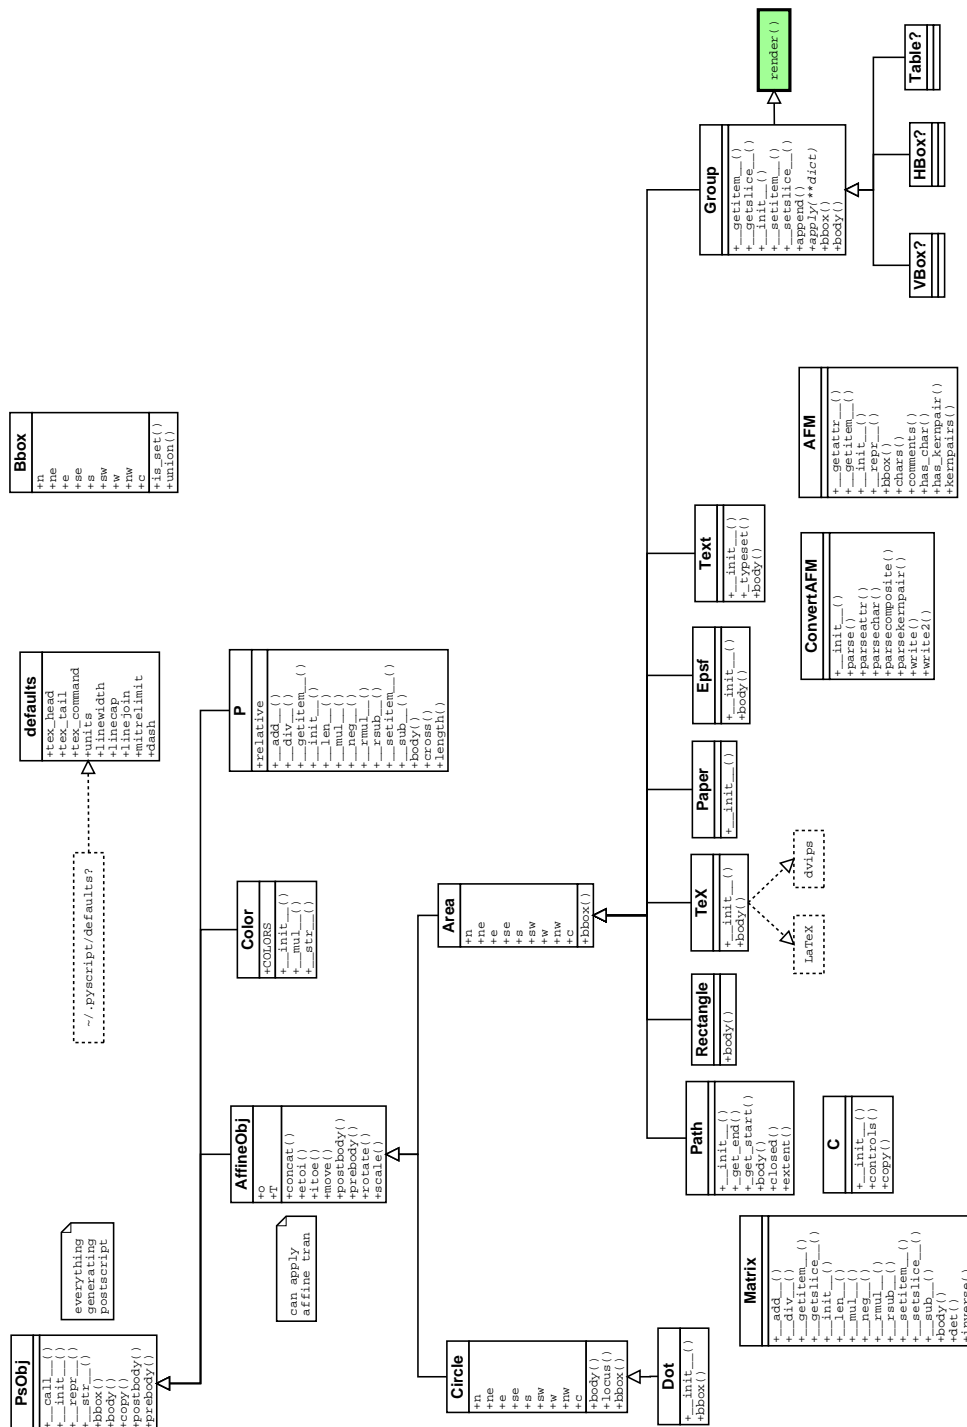 PsObj
+__call__()
+__init__()
+__repr__()
+__str__()
+bbox()
+body()
+copy()
+postbody()
+prebody()
everything
generating
postscript
~/.pyscript/defaults?
defaults
+tex_head
+tex_tail
+tex_command
+units
+linewidth
+linecap
+linejoin
+mitrelimit
+dash
Bbox
+n
+ne
+e
+se
+s
+sw
+w
+nw
+c
+is_set()
+union()
can apply
affine tran
AffineObj
+o
+T
+concat()
+etoi()
+itoe()
+move()
+postbody()
+prebody()
+rotate()
+scale()
Color
+COLORS
+__init__()
+__mul__()
+__str__()
P
+relative
+__add__()
+__div__()
+__getitem__()
+__init__()
+__len__()
+__mul__()
+__neg__()
+__rmul__()
+__rsub__()
+__setitem__()
+__sub__()
+body()
+cross()
+length()
Circle
+n
+ne
+e
+se
+s
+sw
+w
+nw
+c
+body()
+locus()
+bbox()
Area
+n
+ne
+e
+se
+s
+sw
+w
+nw
+c
+bbox()
Dot
+__init__()
+bbox()
Path
+__init__()
+_get_end()
+_get_start()
+body()
+closed()
+extent()
Rectangle
+body()
TeX
+__init__()
+body()
Paper
+__init__()
Epsf
+__init__()
+body()
Text
+__init__()
+_typeset()
+body()
Group
+__getitem__()
+__getslice__()
+__init__()
+__setitem__()
+__setslice__()
+append()
+apply(**dict)
+bbox()
+body()
render()
Matrix
+__add__()
+__div__()
+__getitem__()
+__getslice__()
+__init__()
+__len__()
+__mul__()
+__neg__()
+__rmul__()
+__rsub__()
+__setitem__()
+__setslice__()
+__sub__()
+body()
+det()
+inverse()
C
+__init__()
+controls()
+copy()
LaTeX
dvips
ConvertAFM
+__init__()
+parse()
+parseattr()
+parsechar()
+parsecomposite()
+parsekernpair()
+write()
+write2()
AFM
+__getattr__()
+__getitem__()
+__init__()
+__repr__()
+bbox()
+chars()
+comments()
+has_char()
+has_kernpair()
+kernpairs()
VBox?
HBox?
Table?